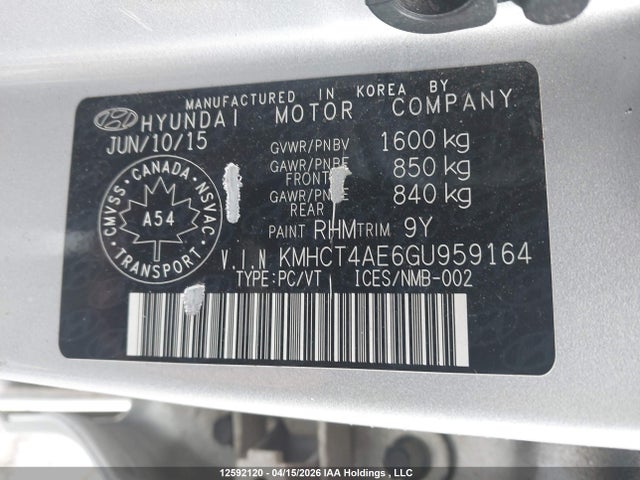 MANUFACTURED IN KOREA BY
HYUNDAI MOTOR COMPANY
JUN/10/15
GVWR/PNBV 1600 kg
GAWR/PNBE FRONT 850 kg
GAWR/ REAR 840 kg
PAINT RHM TRIM 9Y
CMVSS · CANADA · NSVAC
A54
TRANSPORT
V.I.N KMHCT4AE6GU959164
TYPE:PC/VT ICES/NMB-002
12592120 - 04/15/2026 IAA Holdings , LLC